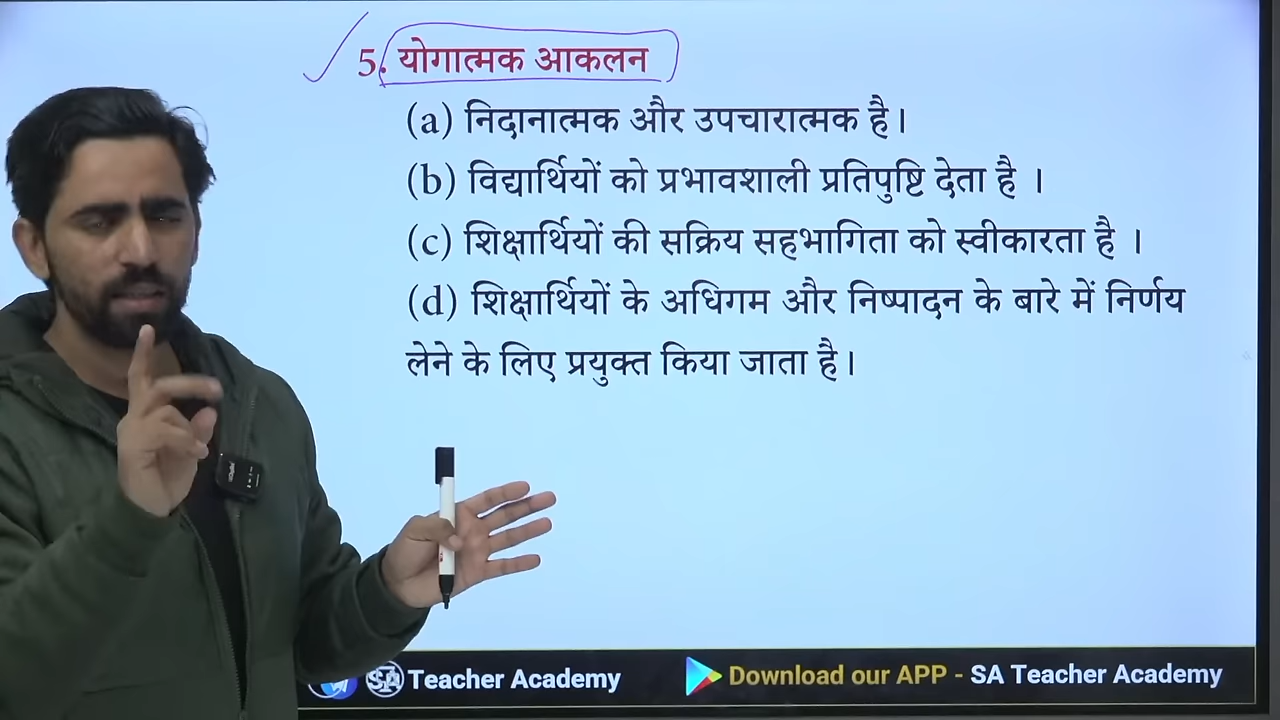 5. योगात्मक आकलन
(a) निदानात्मक और उपचारात्मक है।
(b) विद्यार्थियों को प्रभावशाली प्रतिपुष्टि देता है ।
(c) शिक्षार्थियों की सक्रिय सहभागिता को स्वीकारता है ।
(d) शिक्षार्थियों के अधिगम और निष्पादन के बारे में निर्णय
लेने के लिए प्रयुक्त किया जाता है।
SA Teacher Academy Download our APP - SA Teacher Academy